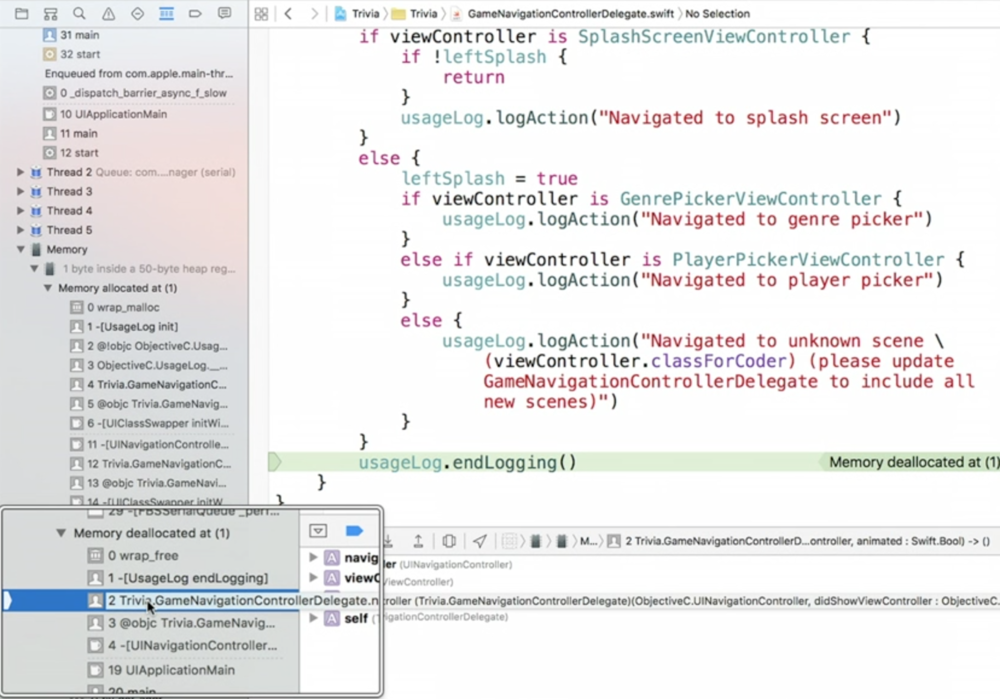 Trivia Trivia GameNavigationControllerDelegate.swift No Selection
31 main
32 start
Enqueued from com.apple.main-thr...
0 _dispatch_barrier_async_f_slow
10 UIApplicationMain
11 main
12 start
Thread 2 Queue: com....nager (serial)
Thread 3
Thread 4
Thread 5
Memory
1 byte inside a 50-byte heap reg...
Memory allocated at (1)
0 wrap_malloc
1 -[UsageLog init]
2 @!objc ObjectiveC.Usag...
3 ObjectiveC.UsageLog.__...
4 Trivia.GameNavigationC...
5 @objc Trivia.GameNavig...
6 -[UIClassSwapper initWi...
11 -[UINavigationControlle...
12 Trivia.GameNavigationC...
13 @objc Trivia.GameNavi...
14 -[UIClassSwapper initW...
29 -[FBSSerialQueue _perf...
Memory deallocated at (1)
0 wrap_free
1 -[UsageLog endLogging]
2 Trivia.GameNavigationControllerDelegate.n
3 @objc Trivia.GameNavig...
4 -[UINavigationController...
19 UIApplicationMain
20 main
if viewController is SplashScreenViewController {
if !leftSplash {
return
}
usageLog.logAction("Navigated to splash screen")
}
else {
leftSplash = true
if viewController is GenrePickerViewController {
usageLog.logAction("Navigated to genre picker")
}
else if viewController is PlayerPickerViewController {
usageLog.logAction("Navigated to player picker")
}
else {
usageLog.logAction("Navigated to unknown scene \
(viewController.classForCoder) (please update
GameNavigationControllerDelegate to include all
new scenes)")
}
}
usageLog.endLogging() Memory deallocated at (1)
}
}
M... 2 Trivia.GameNavigationControllerD...ontroller, animated : Swift.Bool) -> ()
A navig ler (UINavigationController)
A viewC ViewController)
ntroller (Trivia.GameNavigationControllerDelegate)(ObjectiveC.UINavigationController, didShowViewController : ObjectiveC.
A self (T vigationControllerDelegate)